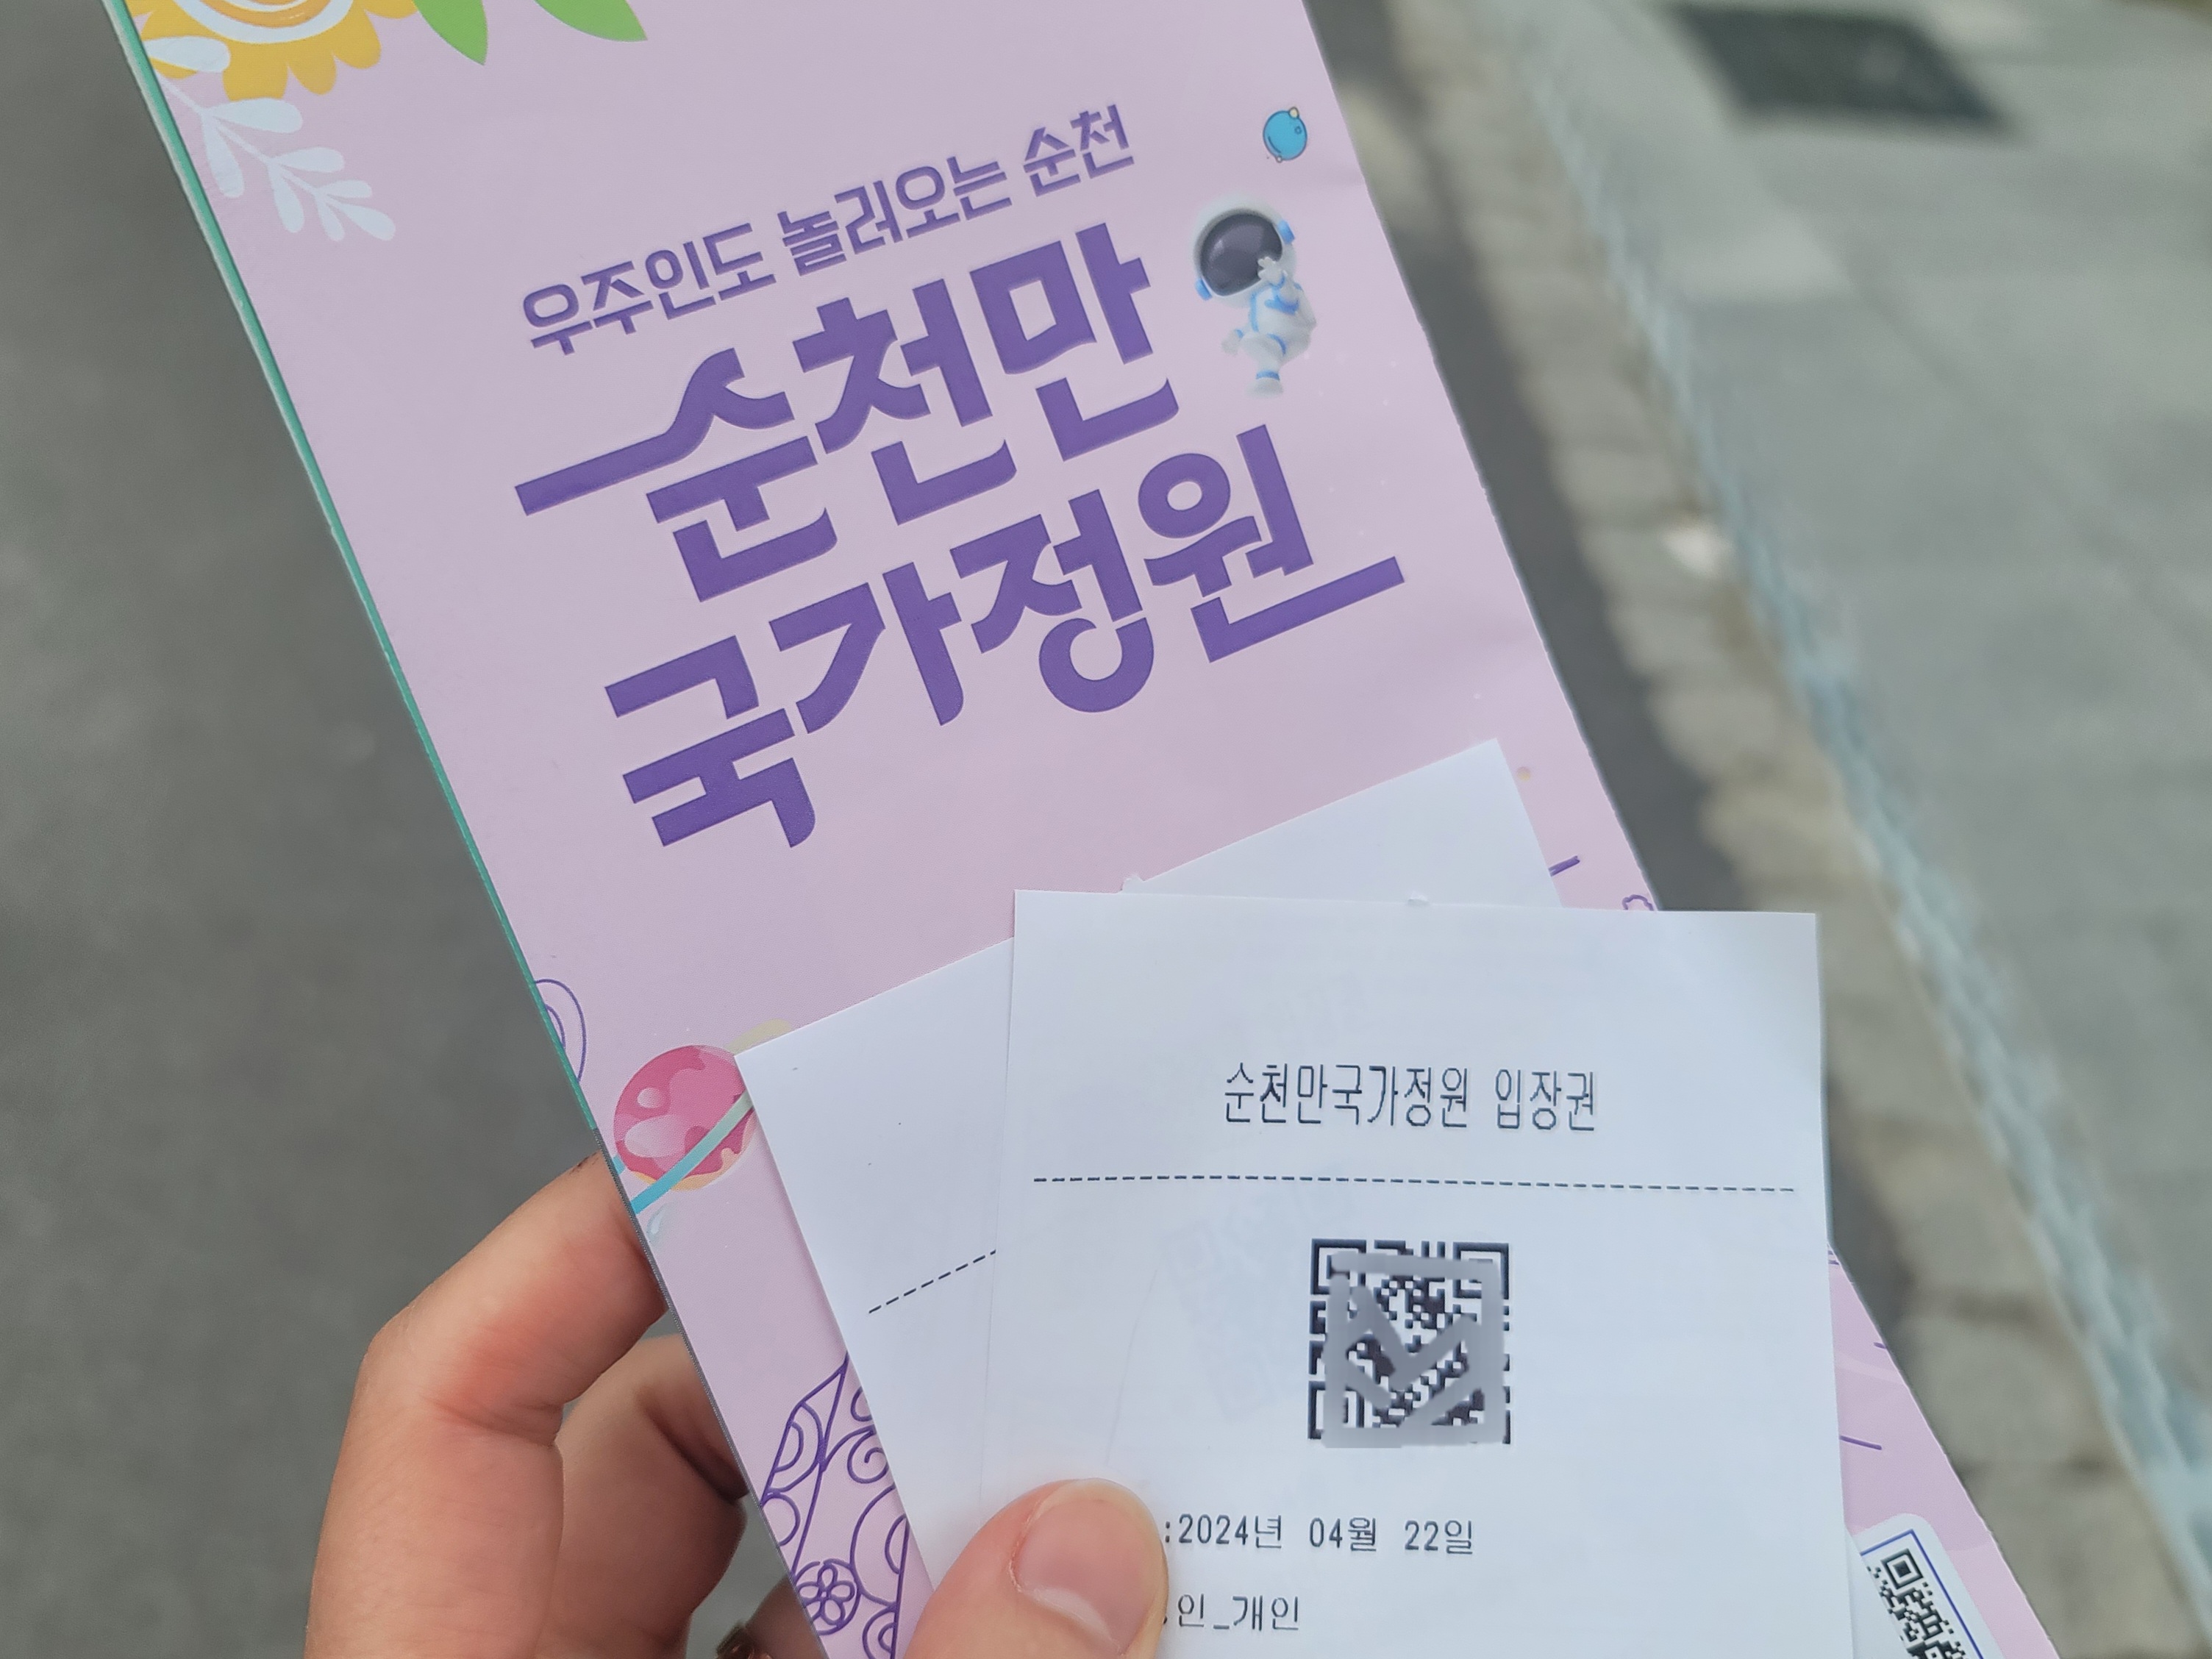 우주인도 놀러오는 순천
순천만
국가정원
순천만국가정원 입장권
:2024년 04월 22일
인_개인